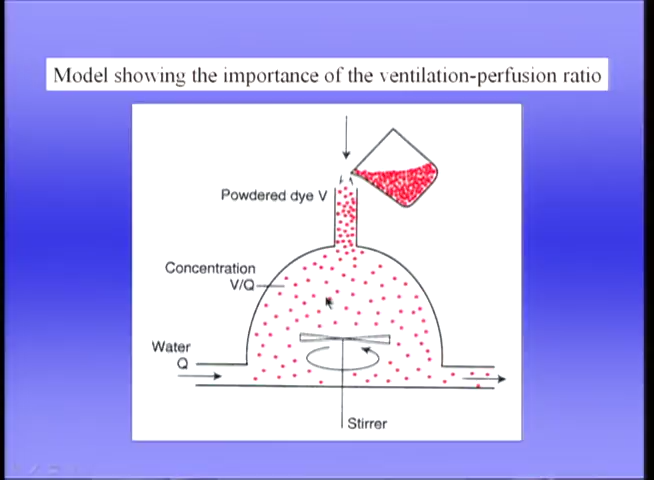 Model showing the importance of the ventilation-perfusion ratio
Powdered dye V
Concentration
V/Q
Water
Q
Stirrer